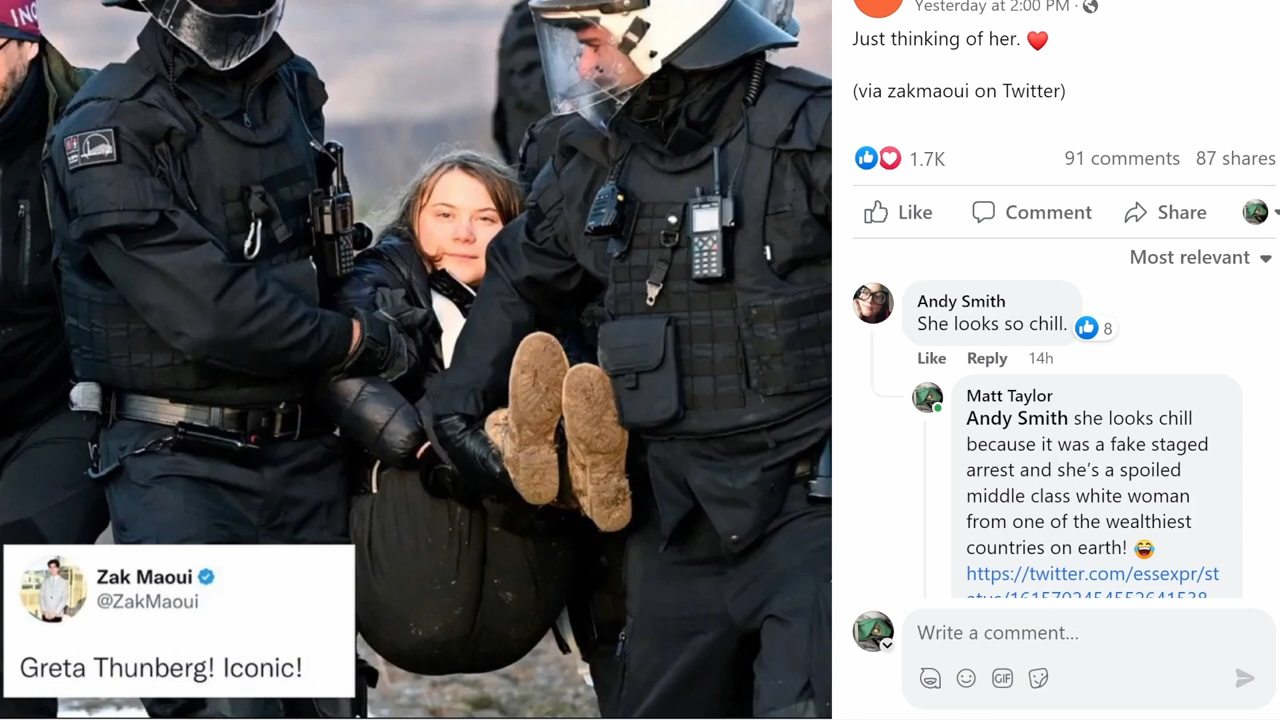 INC
Zak Maoui
@ZakMaoui
Greta Thunberg! Iconic!
Yesterday at 2:00 PM ·
Just thinking of her. ❤️
(via zakmaoui on Twitter)
1.7K
91 comments 87 shares
Like Comment Share
Most relevant
Andy Smith
She looks so chill.
8
Like Reply 14h
Matt Taylor
Andy Smith she looks chill
because it was a fake staged
arrest and she’s a spoiled
middle class white woman
from one of the wealthiest
countries on earth! 😂
https://twitter.com/essexpr/st
Write a comment...
GIF